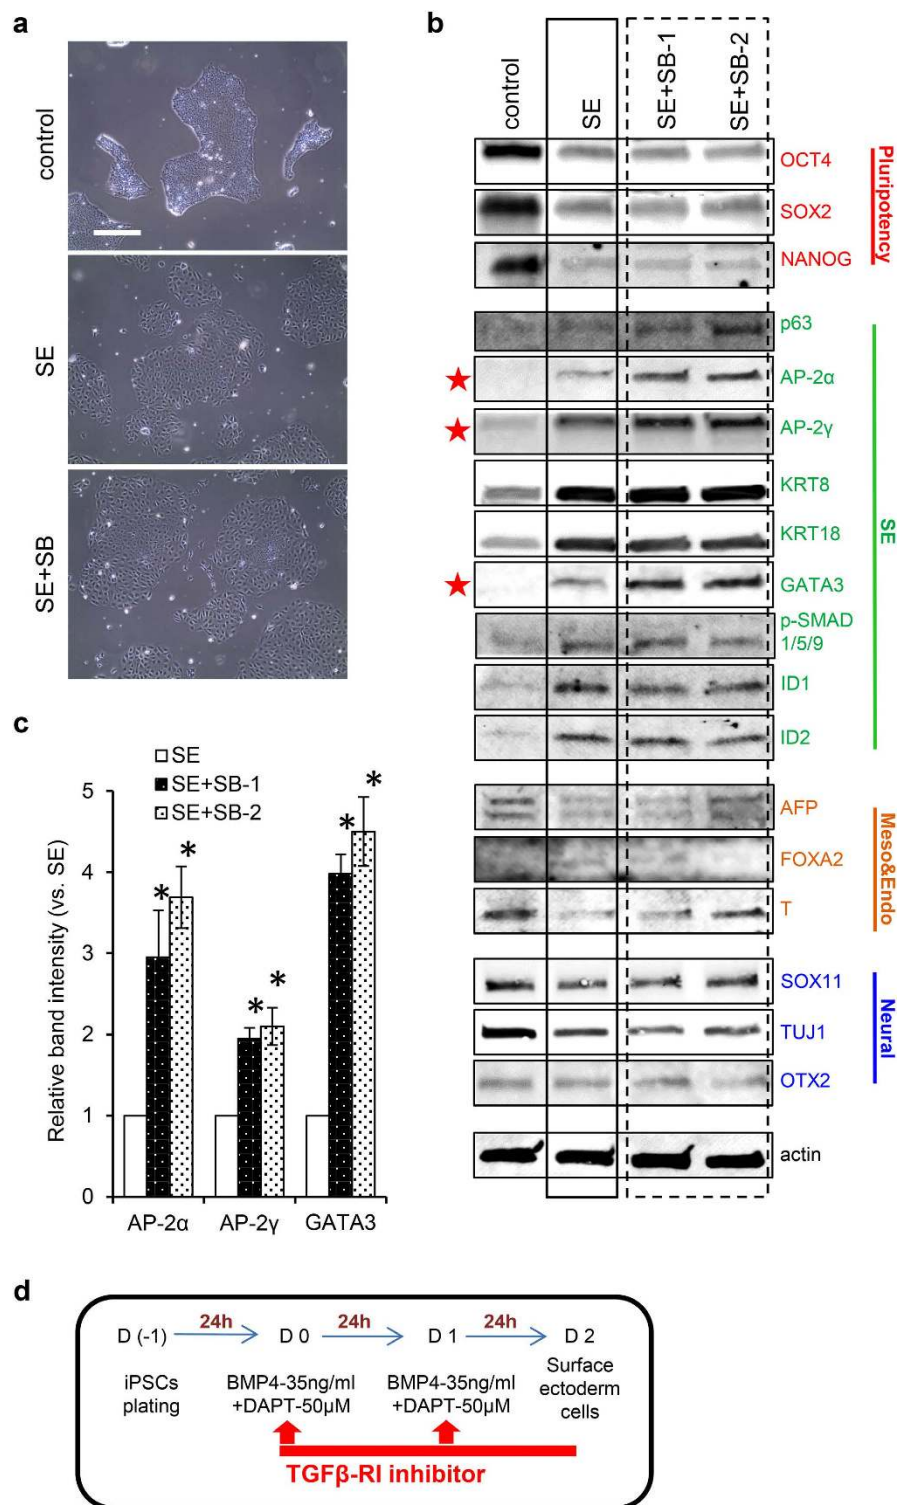 a
control
SE
SE+SB
b
control
SE
SE+SB-1
SE+SB-2
OCT4
SOX2
NANOG
Pluripotency
p63
AP-2α
AP-2γ
KRT8
KRT18
GATA3
p-SMAD
1/5/9
ID1
ID2
SE
AFP
FOXA2
T
Meso&Endo
SOX11
TUJ1
OTX2
Neural
actin
c
SE
SE+SB-1
SE+SB-2
Relative band intensity (vs. SE)
5
4
3
2
1
0
* * * * * *
AP-2α AP-2γ GATA3
d
D (-1) 24h D 0 24h D 1 24h D 2
iPSCs
plating
BMP4-35ng/ml
+DAPT-50μM
BMP4-35ng/ml
+DAPT-50μM
Surface
ectoderm
cells
TGFβ-RI inhibitor